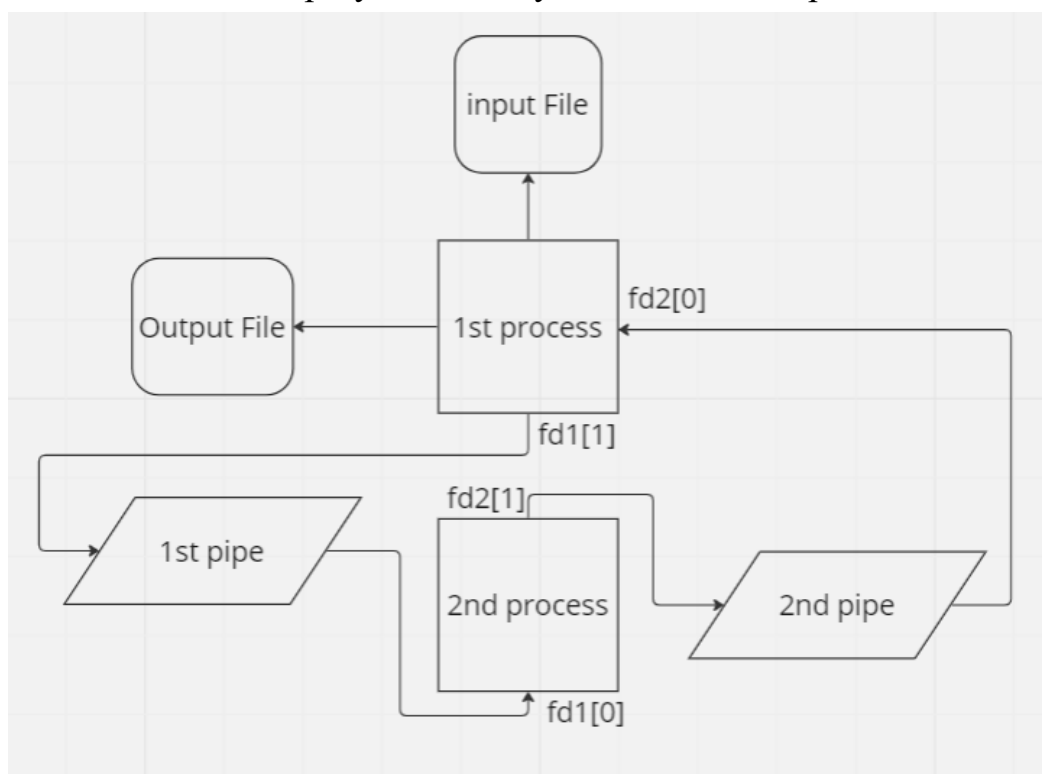 input File
fd2[0]
Output File
1st process
fd1[1]
fd2[1]
1st pipe
2nd process
2nd pipe
fd1[0]